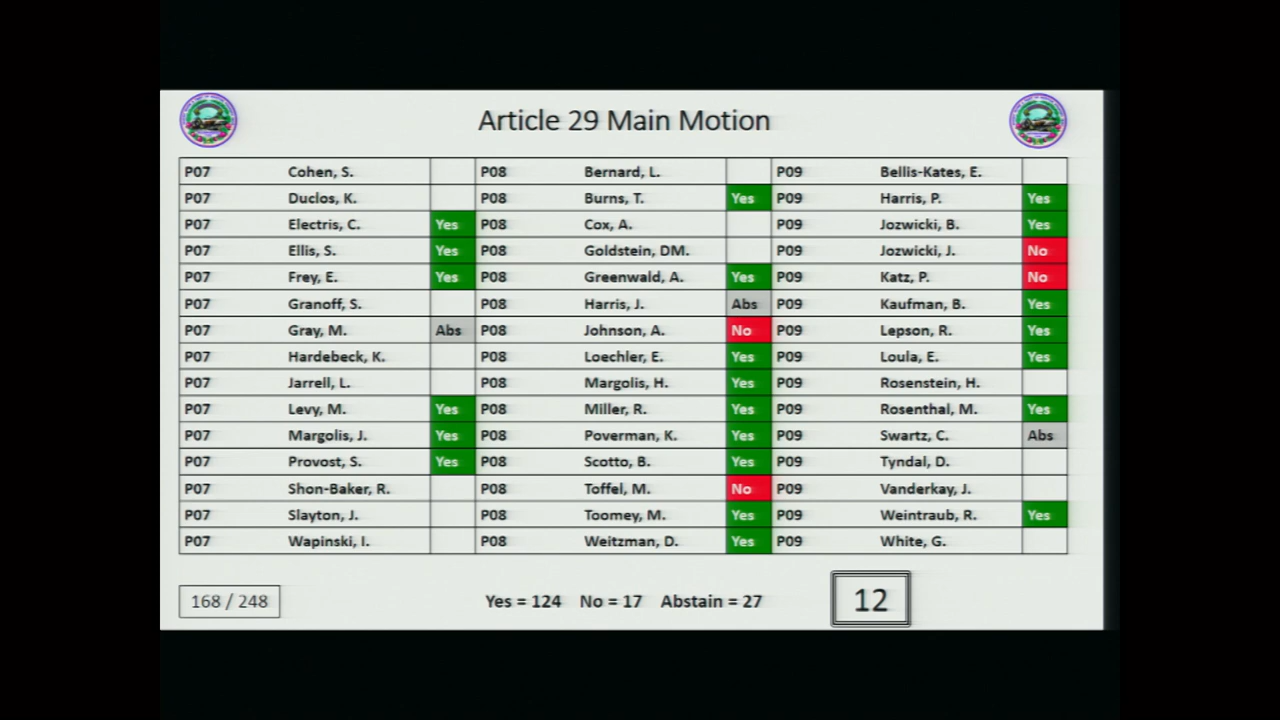 Article 29 Main Motion
P07 Cohen, S. P08 Bernard, L. P09 Bellis-Kates, E.
P07 Duclos, K. P08 Burns, T. Yes P09 Harris, P. Yes
P07 Electris, C. Yes P08 Cox, A. P09 Jozwicki, B. Yes
P07 Ellis, S. Yes P08 Goldstein, DM. P09 Jozwicki, J. No
P07 Frey, E. Yes P08 Greenwald, A. Yes P09 Katz, P. No
P07 Granoff, S. P08 Harris, J. Abs P09 Kaufman, B. Yes
P07 Gray, M. Abs P08 Johnson, A. No P09 Lepson, R. Yes
P07 Hardebeck, K. P08 Loechler, E. Yes P09 Loula, E. Yes
P07 Jarrell, L. P08 Margolis, H. Yes P09 Rosenstein, H.
P07 Levy, M. Yes P08 Miller, R. Yes P09 Rosenthal, M. Yes
P07 Margolis, J. Yes P08 Poverman, K. Yes P09 Swartz, C. Abs
P07 Provost, S. Yes P08 Scotto, B. Yes P09 Tyndal, D.
P07 Shon-Baker, R. P08 Toffel, M. No P09 Vanderkay, J.
P07 Slayton, J. P08 Toomey, M. Yes P09 Weintraub, R. Yes
P07 Wapinski, I. P08 Weitzman, D. Yes P09 White, G.
168 / 248 Yes = 124 No = 17 Abstain = 27 12